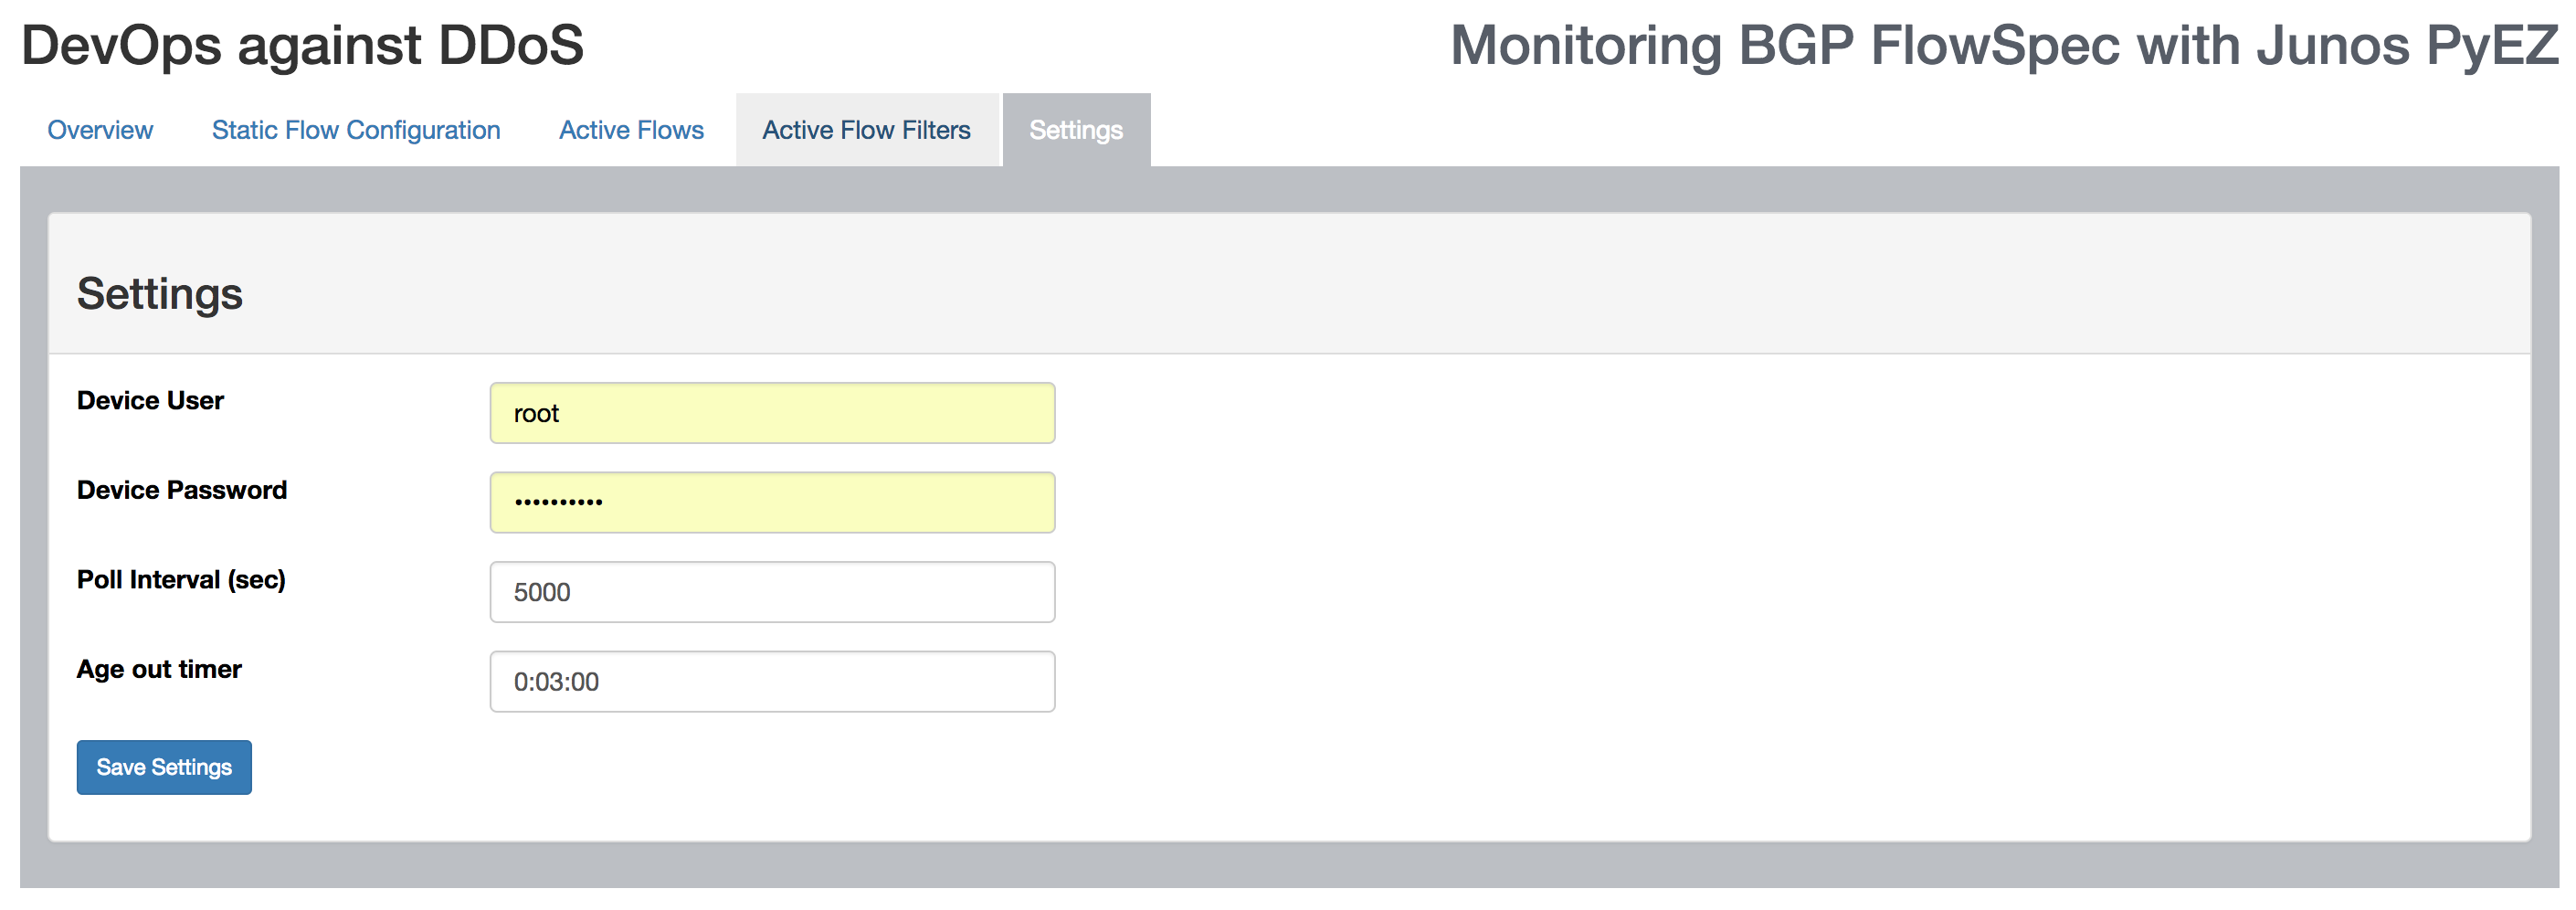 DevOps against DDoS
Monitoring BGP FlowSpec with Junos PyEZ
Overview Static Flow Configuration Active Flows Active Flow Filters Settings
Settings
Device User root
Device Password ••••••••••
Poll Interval (sec) 5000
Age out timer 0:03:00
Save Settings